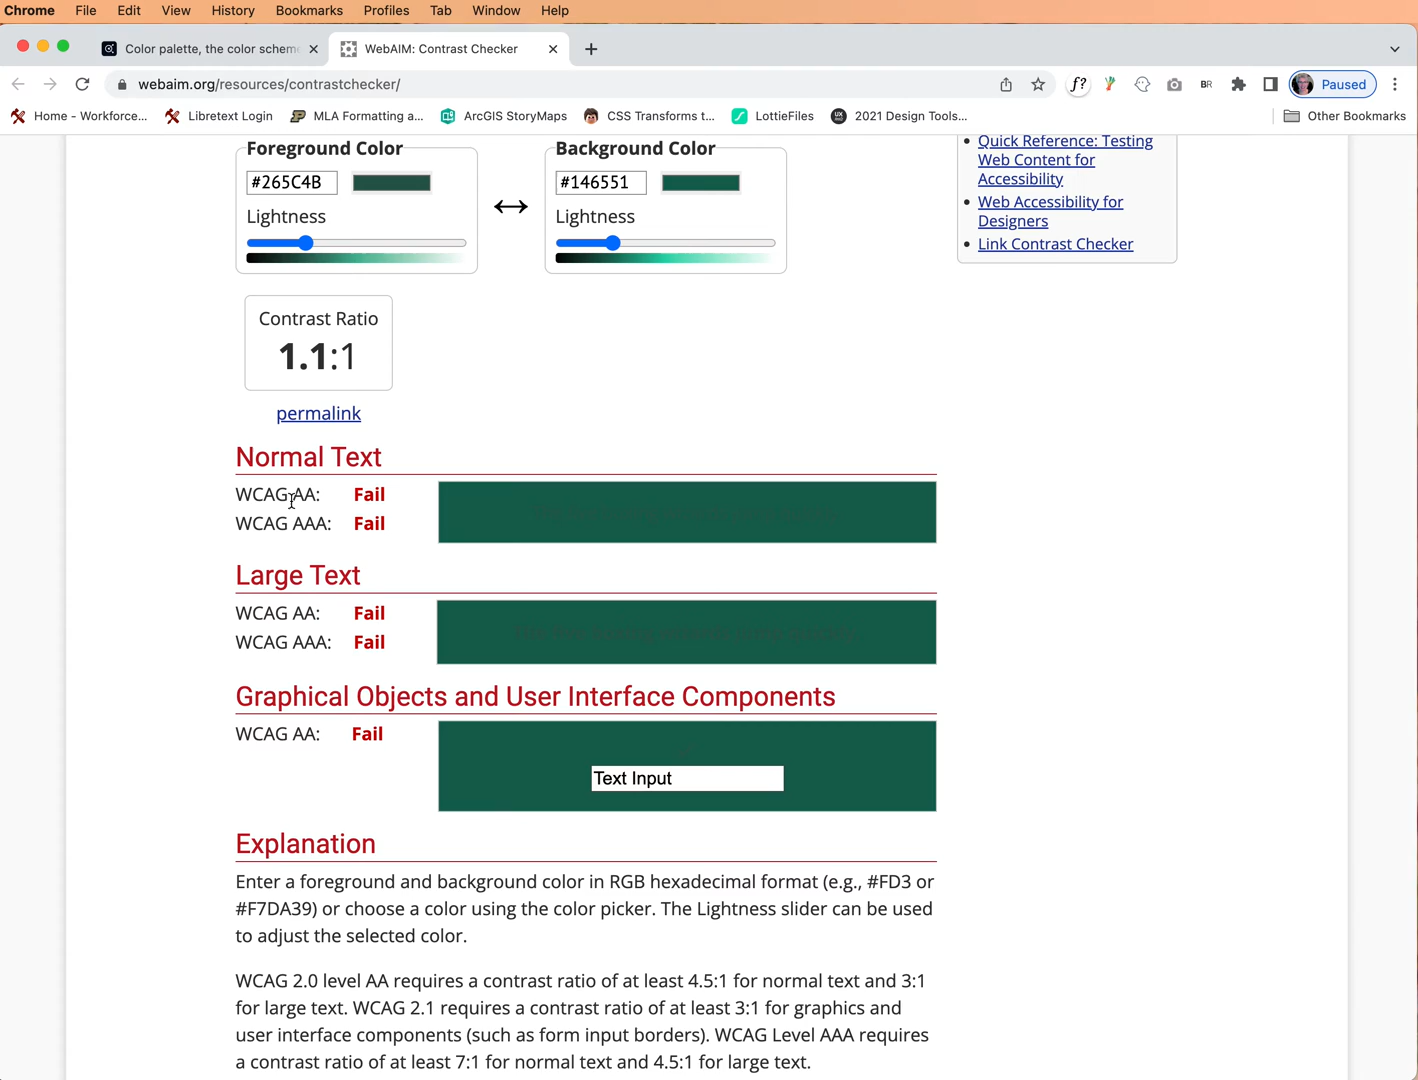 Chrome File Edit View History Bookmarks Profiles Tab Window Help
Color palette, the color scheme
WebAIM: Contrast Checker
webaim.org/resources/contrastchecker/
f?
BR
Paused
Home - Workforce...
Libretext Login
MLA Formatting a...
ArcGIS StoryMaps
CSS Transforms t...
LottieFiles
2021 Design Tools...
Other Bookmarks
Foreground Color
#265C4B
Lightness
Background Color
#146551
Lightness
Quick Reference: Testing
Web Content for
Accessibility
Web Accessibility for
Designers
Link Contrast Checker
Contrast Ratio
1.1:1
permalink
Normal Text
WCAG AA: Fail
WCAG AAA: Fail
Large Text
WCAG AA: Fail
WCAG AAA: Fail
Graphical Objects and User Interface Components
WCAG AA: Fail
Text Input
Explanation
Enter a foreground and background color in RGB hexadecimal format (e.g., #FD3 or
#F7DA39) or choose a color using the color picker. The Lightness slider can be used
to adjust the selected color.
WCAG 2.0 level AA requires a contrast ratio of at least 4.5:1 for normal text and 3:1
for large text. WCAG 2.1 requires a contrast ratio of at least 3:1 for graphics and
user interface components (such as form input borders). WCAG Level AAA requires
a contrast ratio of at least 7:1 for normal text and 4.5:1 for large text.